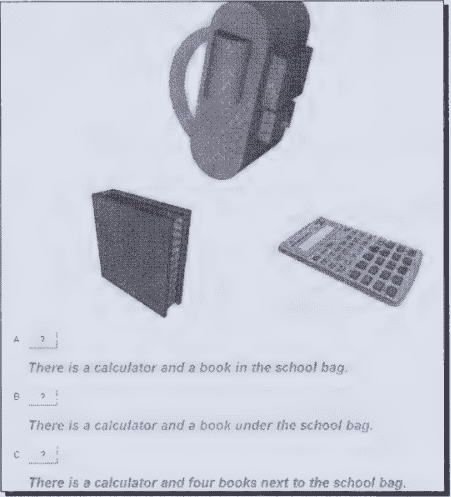 A ?
There is a calculator and a book in the school bag.
B ?
There is a calculator and a book under the school bag.
C ?
There is a calculator and four books next to the school bag.